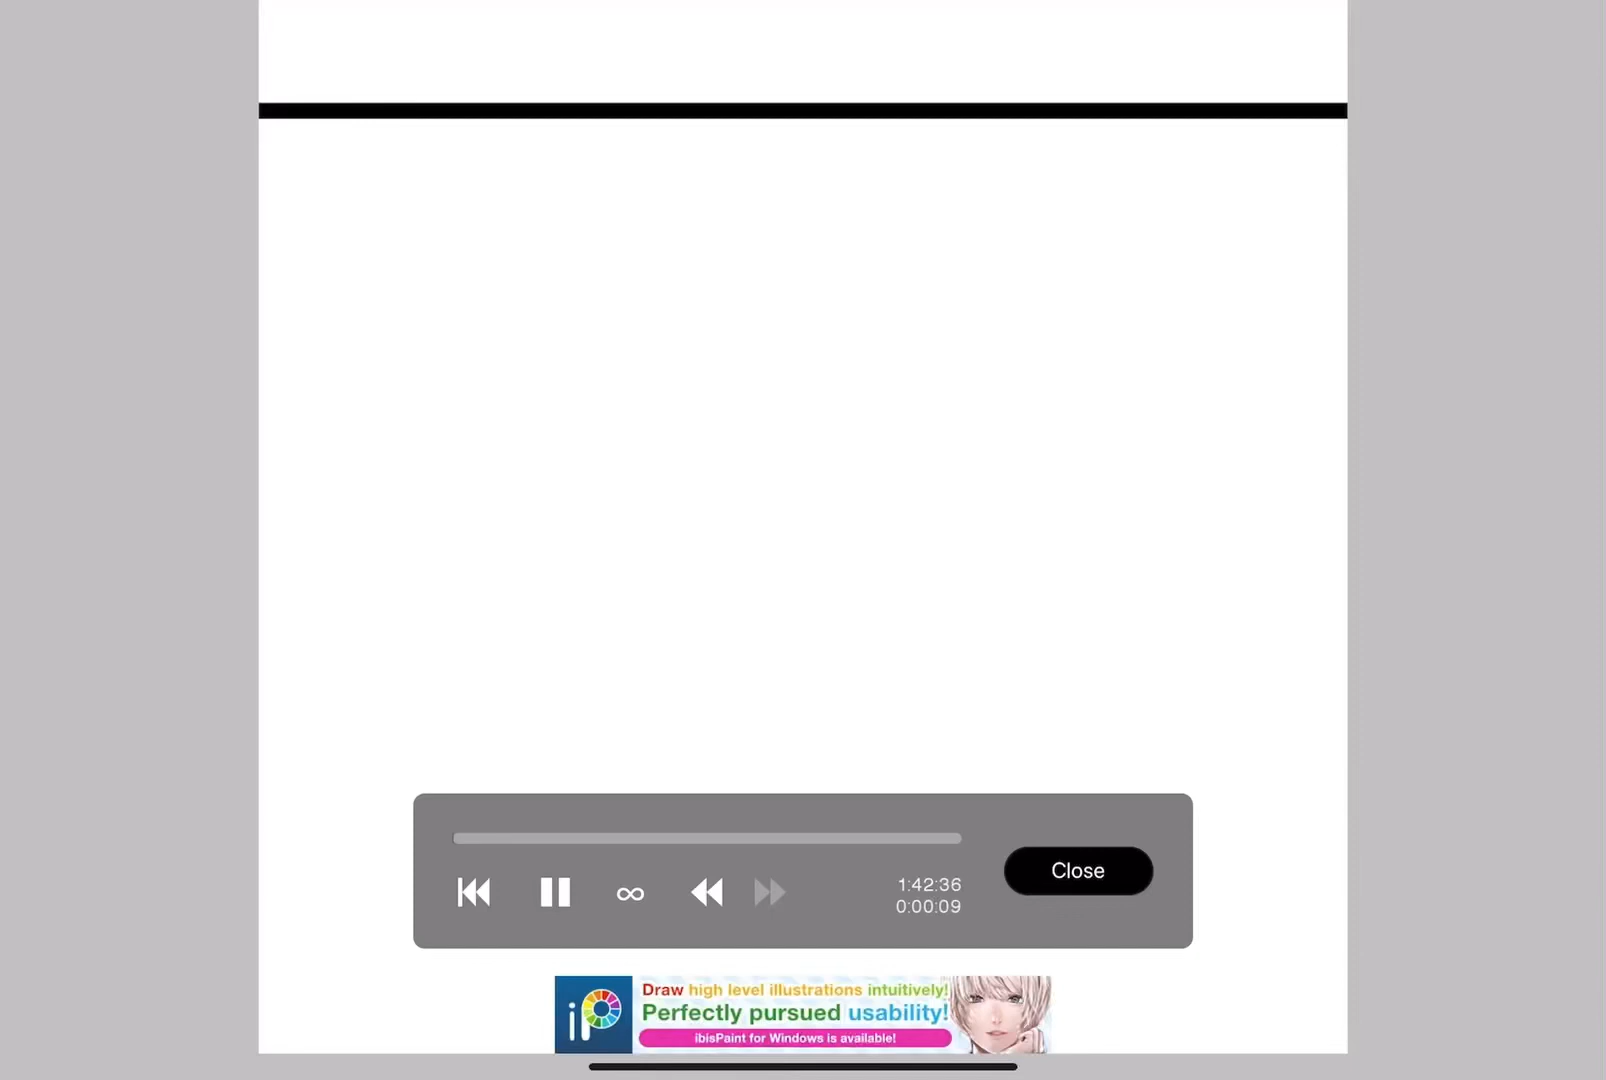 ∞
1:42:36
0:00:09
Close
iP
Draw high level illustrations intuitively!
Perfectly pursued usability!
ibisPaint for Windows is available!